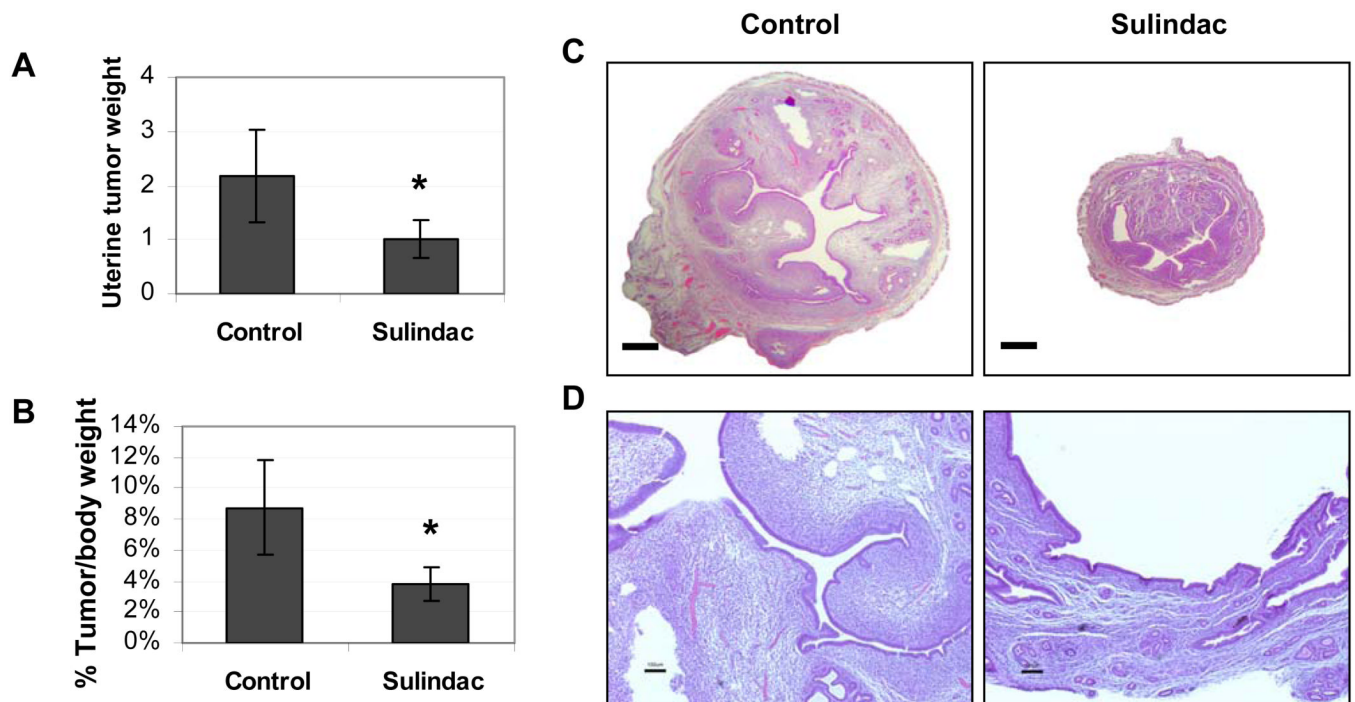 Control
Sulindac
A
Uterine tumor weight
4
3
2
1
0
*
Control
Sulindac
B
% Tumor/body weight
14%
12%
10%
8%
6%
4%
2%
0%
*
Control
Sulindac
C
D